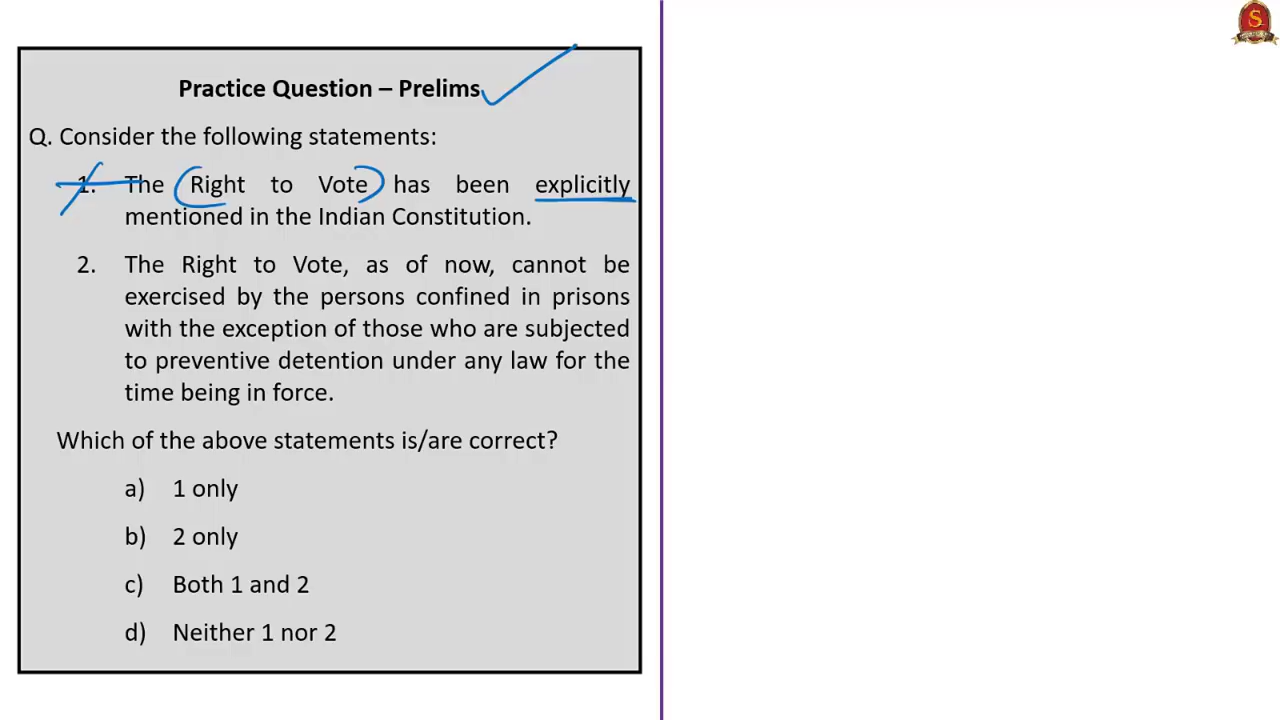 Practice Question – Prelims
Q. Consider the following statements:
1. The Right to Vote has been explicitly
mentioned in the Indian Constitution.
2. The Right to Vote, as of now, cannot be
exercised by the persons confined in prisons
with the exception of those who are subjected
to preventive detention under any law for the
time being in force.
Which of the above statements is/are correct?
a) 1 only
b) 2 only
c) Both 1 and 2
d) Neither 1 nor 2
S